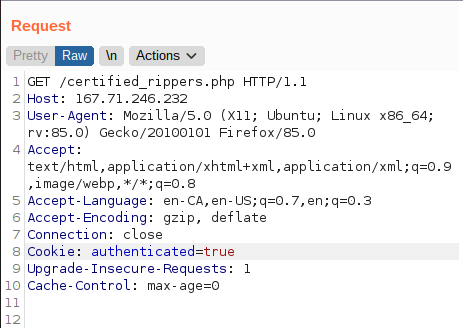 Request
Pretty Raw \n Actions
1 GET /certified_rippers.php HTTP/1.1
2 Host: 167.71.246.232
3 User-Agent: Mozilla/5.0 (X11; Ubuntu; Linux x86_64;
rv:85.0) Gecko/20100101 Firefox/85.0
4 Accept:
text/html,application/xhtml+xml,application/xml;q=0.9
,image/webp,*/*;q=0.8
5 Accept-Language: en-CA,en-US;q=0.7,en;q=0.3
6 Accept-Encoding: gzip, deflate
7 Connection: close
8 Cookie: authenticated=true
9 Upgrade-Insecure-Requests: 1
10 Cache-Control: max-age=0
11
12